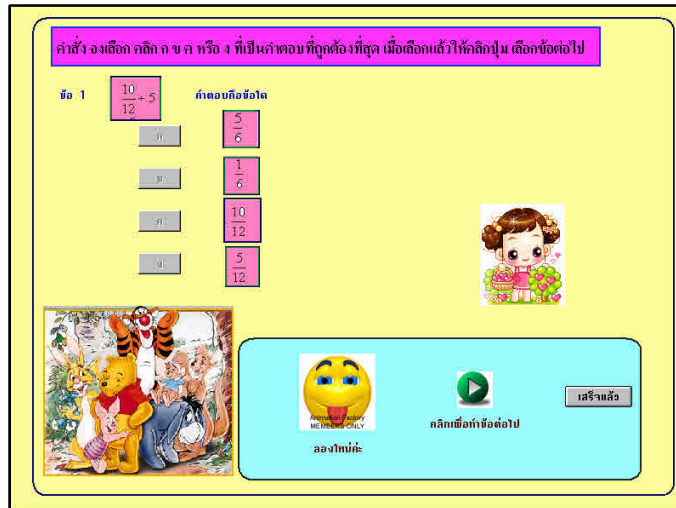 คำสั่ง จงเลือก คลิก ก ข ค หรือ ง ที่เป็นคำตอบที่ถูกต้องที่สุด เมื่อเลือกแล้วให้คลิกปุ่ม เลือกข้อต่อไป
ข้อ 1 10/12 ÷ 5 คำตอบคือข้อใด
ก 5/6
ข 1/6
ค 10/12
ง 5/12
Animation Factory
MEMBERS ONLY
ลองใหม่ค่ะ
คลิกเพื่อทำข้อต่อไป
เสร็จแล้ว